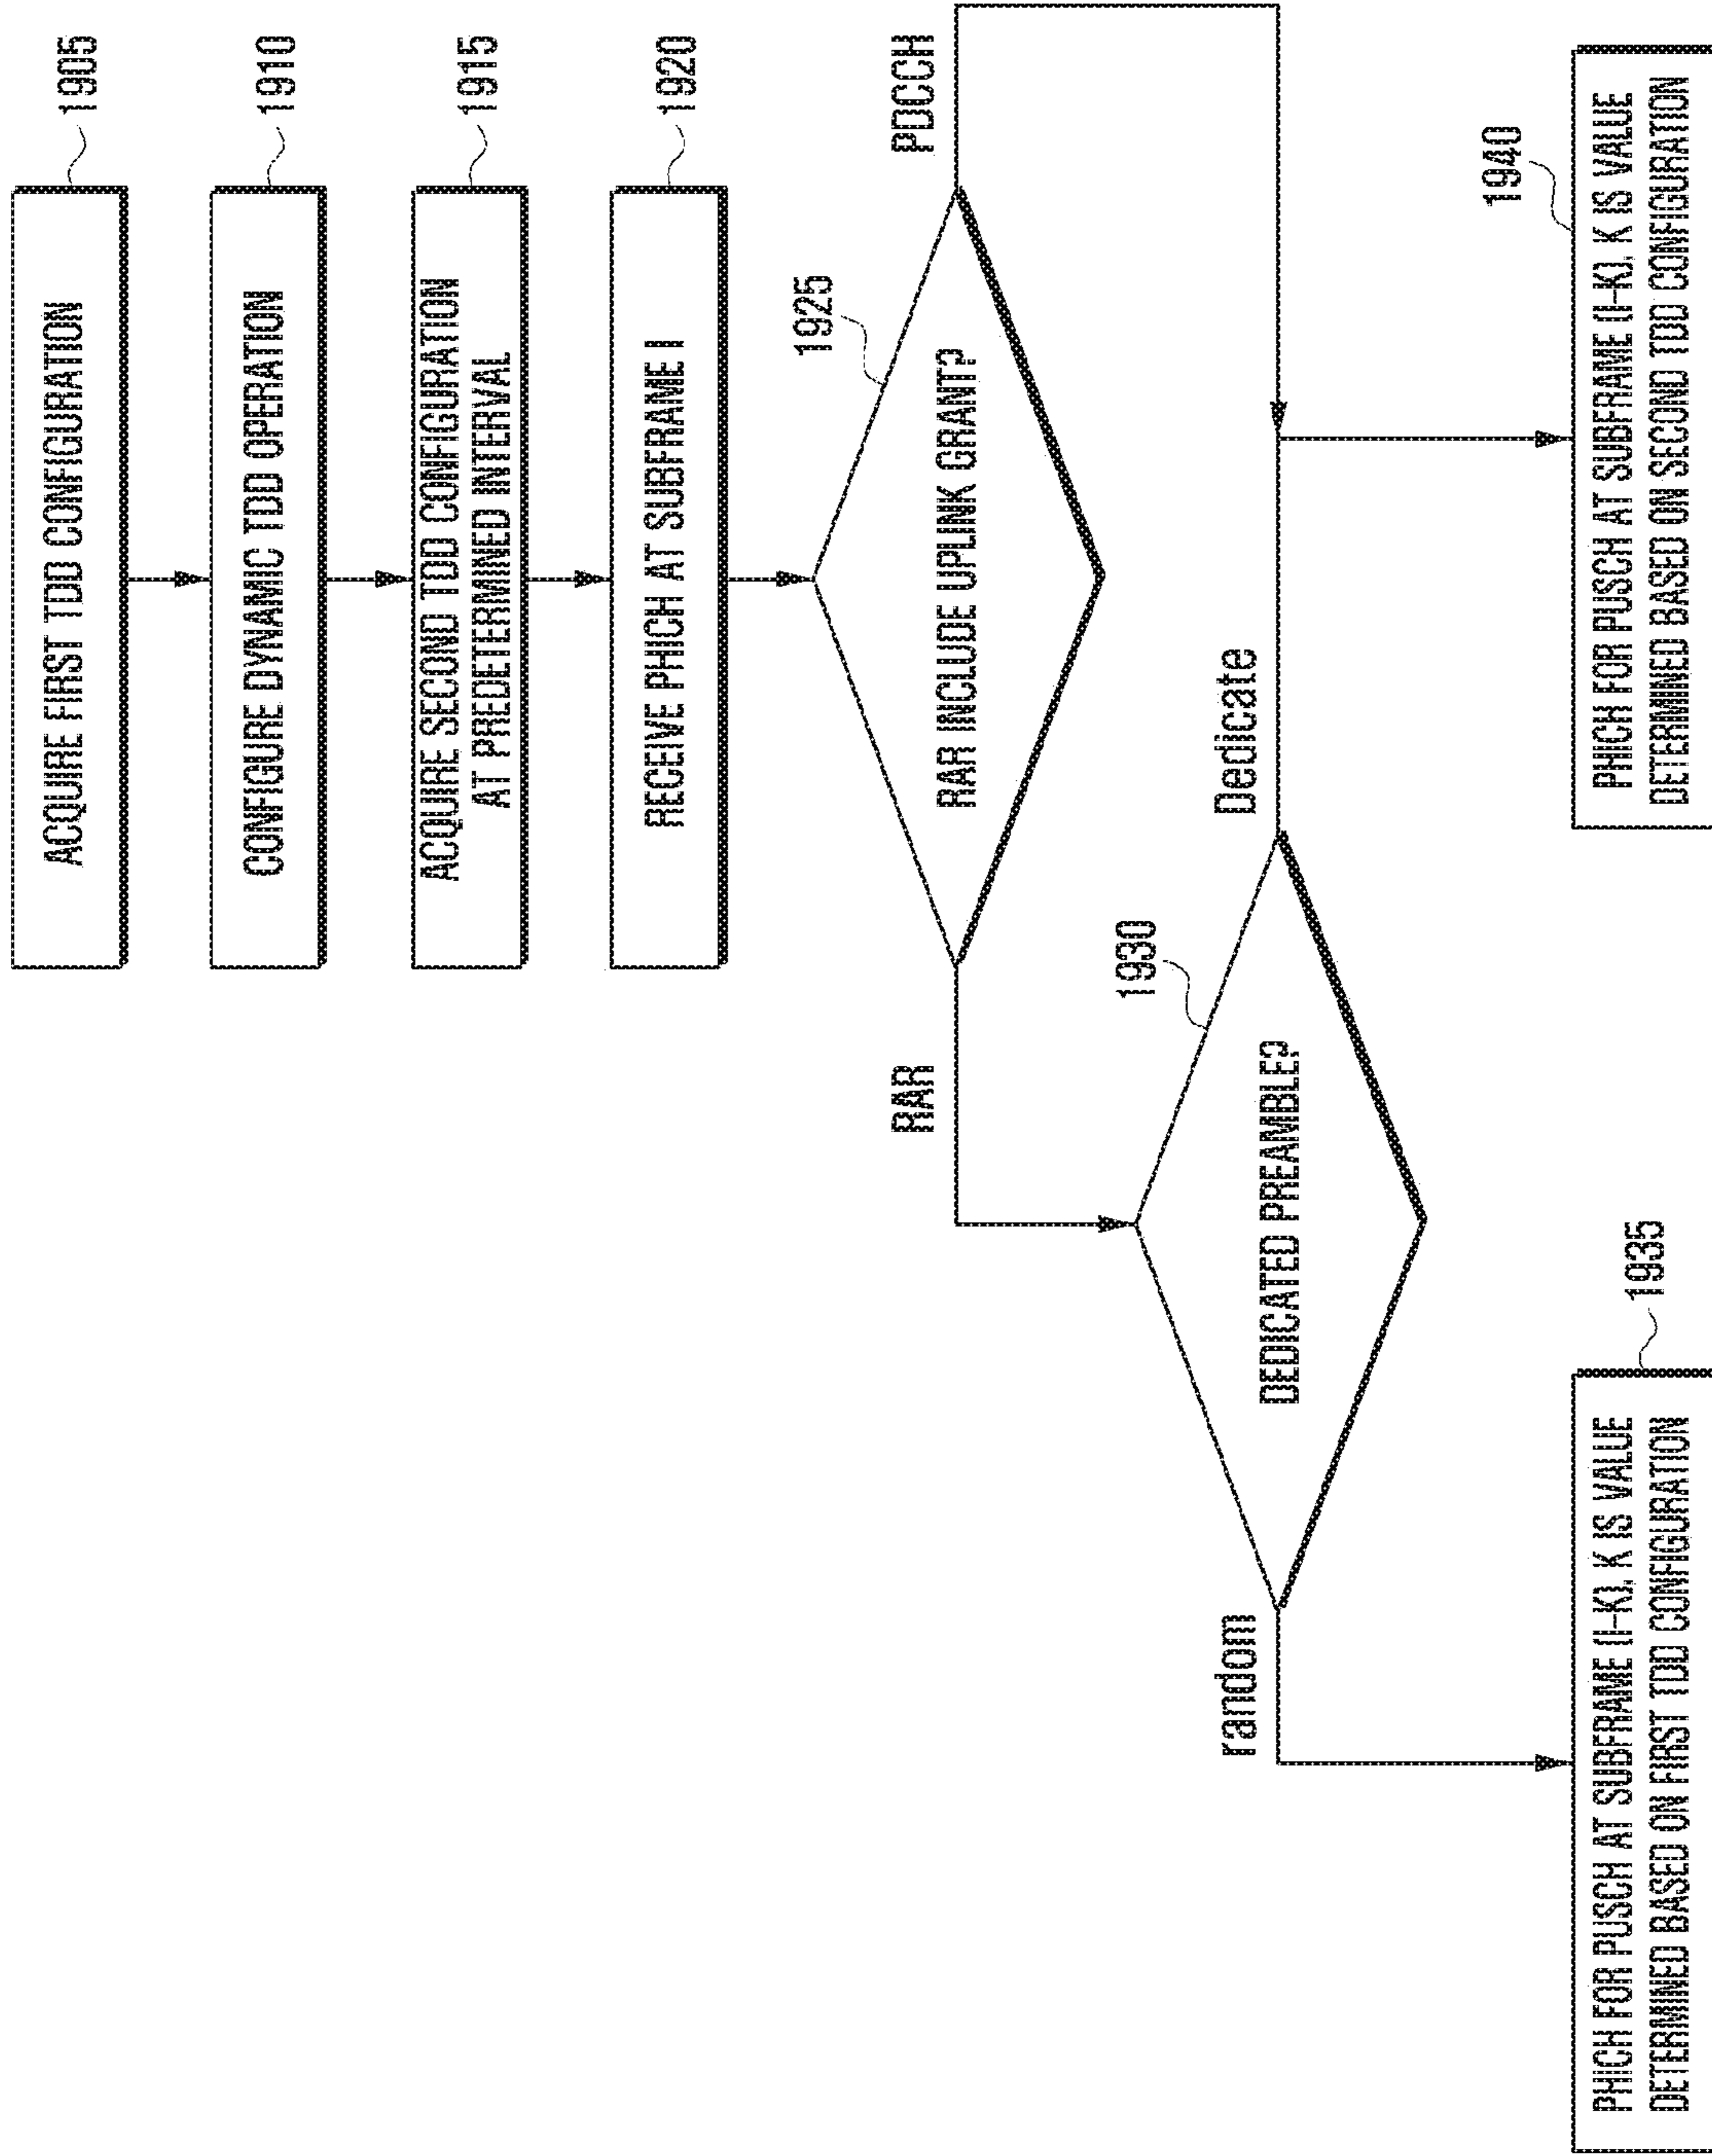 ACQUIRE FIRST TDD CONFIGURATION
1905
CONFIGURE DYNAMIC TDD OPERATION
1910
ACQUIRE SECOND TDD CONFIGURATION
AT PREDETERMINED INTERVAL
1915
RECEIVE PHICH AT SUBFRAME I
1920
RAR INCLUDE UPLINK GRANT?
1925
RAR
PDCCH
DEDICATED PREAMBLE?
1930
random
Dedicate
PHICH FOR PUSCH AT SUBFRAME (I-K). K IS VALUE
DETERMINED BASED ON FIRST TDD CONFIGURATION
1935
PHICH FOR PUSCH AT SUBFRAME (I-K). K IS VALUE
DETERMINED BASED ON SECOND TDD CONFIGURATION
1940